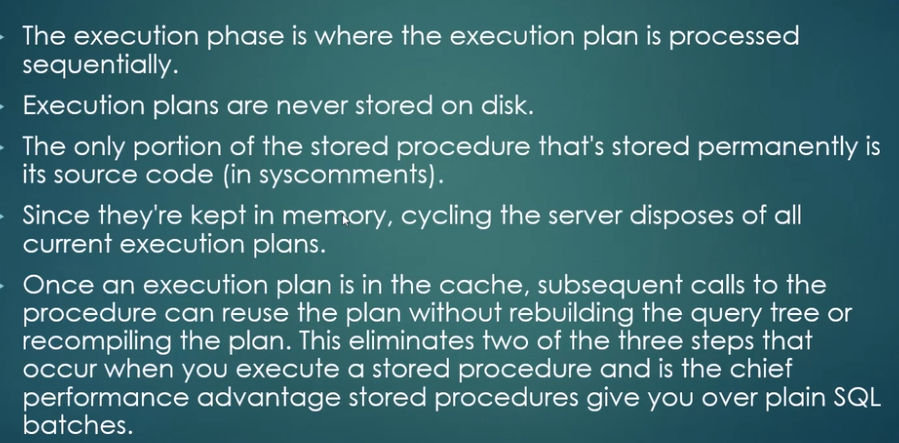 The execution phase is where the execution plan is processed
sequentially.
Execution plans are never stored on disk.
The only portion of the stored procedure that's stored permanently is
its source code (in syscomments).
Since they're kept in memory, cycling the server disposes of all
current execution plans.
Once an execution plan is in the cache, subsequent calls to the
procedure can reuse the plan without rebuilding the query tree or
recompiling the plan. This eliminates two of the three steps that
occur when you execute a stored procedure and is the chief
performance advantage stored procedures give you over plain SQL
batches.